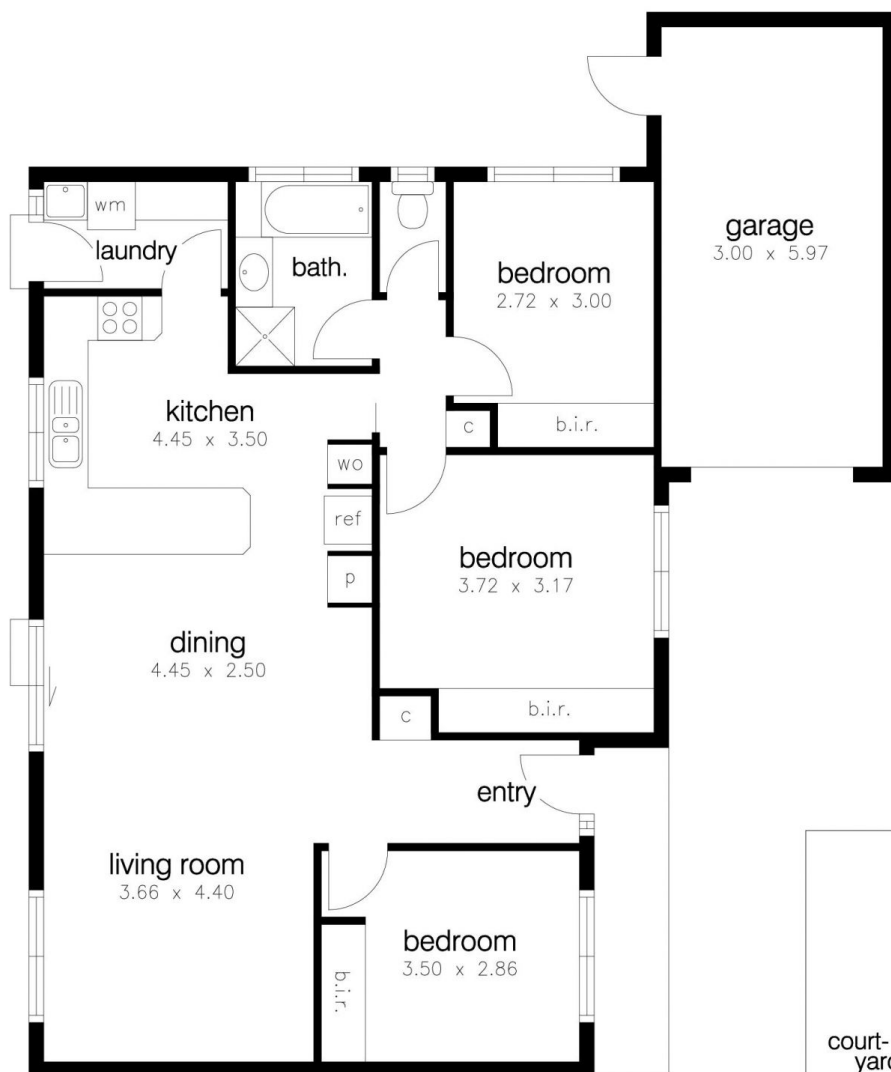 garage
3.00 x 5.97
wm
laundry
bath.
bedroom
2.72 x 3.00
kitchen
4.45 x 3.50
c
b.i.r.
wo
ref
p
bedroom
3.72 x 3.17
dining
4.45 x 2.50
b.i.r.
c
entry
living room
3.66 x 4.40
bedroom
3.50 x 2.86
b.i.r.
court-
yard